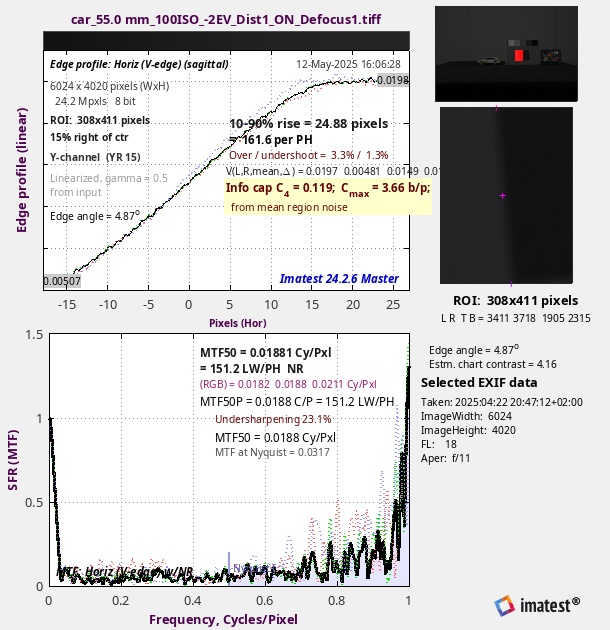 car_55.0 mm_100ISO_-2EV_Dist1_ON_Defocus1.tiff
Edge profile: Horiz (V-edge) (sagittal)
12-May-2025 16:06:28
0.0198
6024 x 4020 pixels (WxH)
24.2 Mpxls   8 bit
ROI:  308x411 pixels
15% right of ctr
Y-channel  (YR 15)
Linearized, gamma = 0.5
from input
Edge angle = 4.87o
10-90% rise = 24.88 pixels
= 161.6 per PH
Over / undershoot =  3.3% /  1.3%
V(L,R,mean,Δ) = 0.0197  0.00481  0.0149  0.01
Info cap C4 = 0.119;  Cmax = 3.66 b/p;
from mean region noise
0.00507
Imatest 24.2.6 Master
Edge profile (linear)
-15 -10 -5 0 5 10 15 20 25
Pixels (Hor)
ROI:  308x411 pixels
L R  T B = 3411 3718  1905 2315
Edge angle = 4.87o
Estm. chart contrast = 4.16
Selected EXIF data
Taken: 2025:04:22 20:47:12+02:00
ImageWidth:  6024
ImageHeight:  4020
FL:   18
Aper:  f/11
MTF50 = 0.01881 Cy/Pxl
= 151.2 LW/PH  NR
(RGB) = 0.0182  0.0188  0.0211 Cy/Pxl
MTF50P = 0.0188 C/P = 151.2 LW/PH
Undersharpening 23.1%
MTF50 = 0.0188 Cy/Pxl
MTF at Nyquist = 0.0317
1.5
1
0.5
0
SFR (MTF)
MTF: Horiz (V-edge) w/NR
0 0.2 0.4 0.6 0.8 1
Frequency, Cycles/Pixel
imatest®